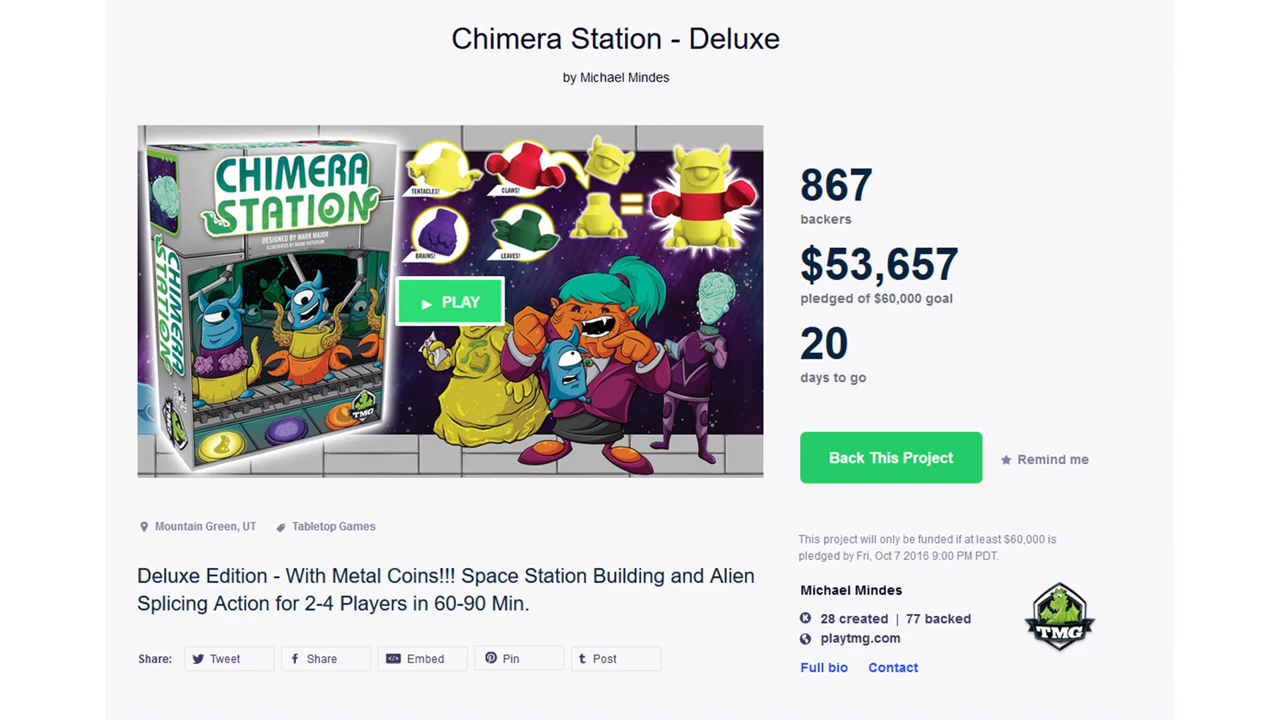 Chimera Station - Deluxe
by Michael Mindes
CHIMERA
STATION
DESIGNED BY MARK MAJOR
ILLUSTRATED BY BRIAN PATTERSON
CHIMERA
STATION
TMG
TMG
TENTACLES!
CLAWS!
BRAINS!
LEAVES!
=
PLAY
867
backers
$53,657
pledged of $60,000 goal
20
days to go
Back This Project
Remind me
Mountain Green, UT
Tabletop Games
This project will only be funded if at least $60,000 is
pledged by Fri, Oct 7 2016 9:00 PM PDT.
Deluxe Edition - With Metal Coins!!! Space Station Building and Alien
Splicing Action for 2-4 Players in 60-90 Min.
Michael Mindes
28 created | 77 backed
playtmg.com
TMG
Full bio Contact
Share: Tweet Share Embed Pin Post